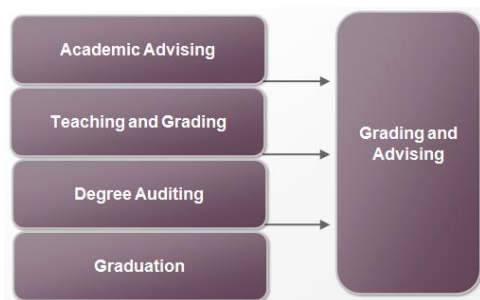 Academic Advising
Teaching and Grading
Degree Auditing
Graduation
Grading and
Advising